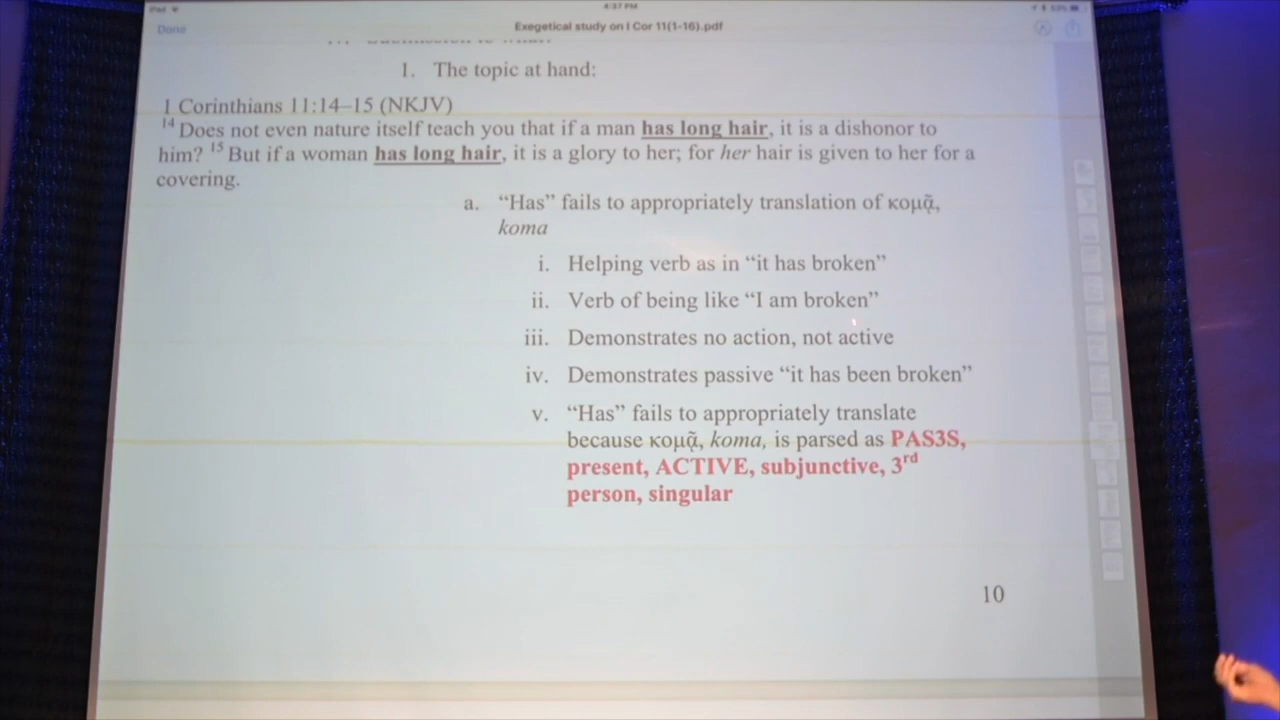 iPad
4:37 PM
53%
Done
Exegetical study on I Cor 11(1-16).pdf
1. The topic at hand:
1 Corinthians 11:14–15 (NKJV)
14 Does not even nature itself teach you that if a man has long hair, it is a dishonor to
him? 15 But if a woman has long hair, it is a glory to her; for her hair is given to her for a
covering.
a. “Has” fails to appropriately translation of κομᾷ,
koma
i. Helping verb as in “it has broken”
ii. Verb of being like “I am broken”
iii. Demonstrates no action, not active
iv. Demonstrates passive “it has been broken”
v. “Has” fails to appropriately translate
because κομᾷ, koma, is parsed as PAS3S,
present, ACTIVE, subjunctive, 3rd
person, singular
10